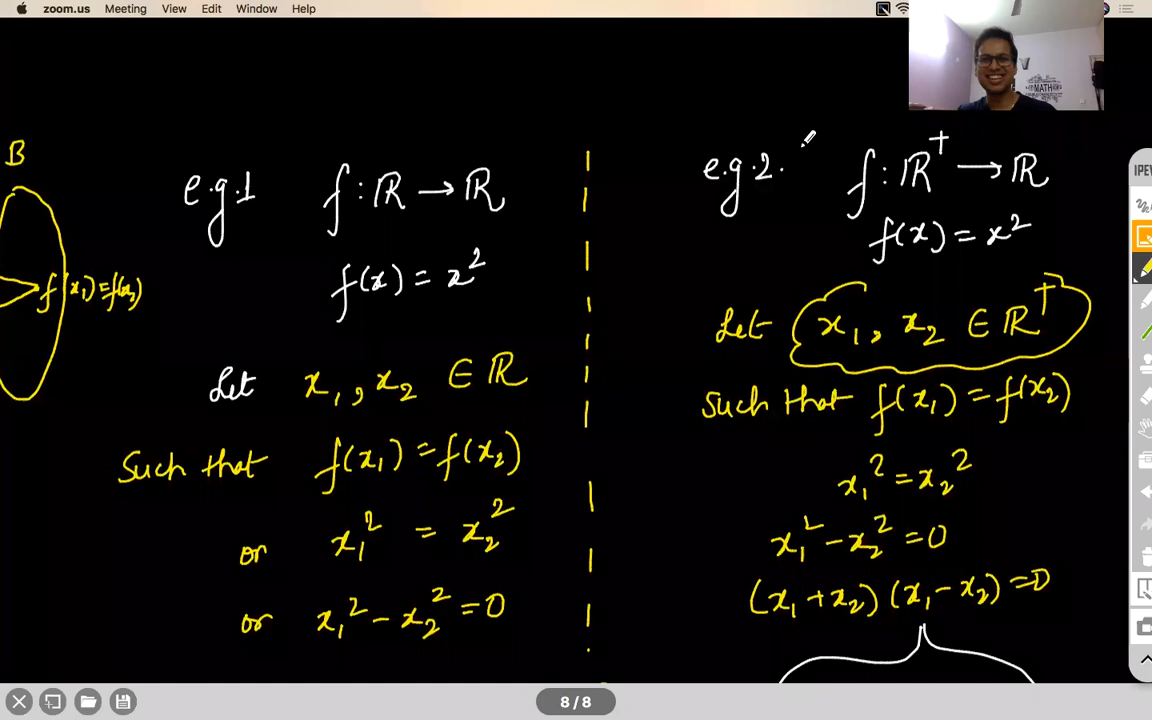 zoom.us Meeting View Edit Window Help
MATH
B
f(x₁)=f(x₂)
e.g.1 f:ℝ→ℝ
f(x)=x²
Let x₁, x₂ ∈ℝ
Such that f(x₁)=f(x₂)
or x₁² = x₂²
or x₁²-x₂²=0
e.g.2. f:ℝ⁺→ℝ
f(x)=x²
Let x₁, x₂ ∈ℝ⁺
Such that f(x₁)=f(x₂)
x₁²=x₂²
x₁²-x₂²=0
(x₁+x₂)(x₁-x₂)=0
IPEV
8/8